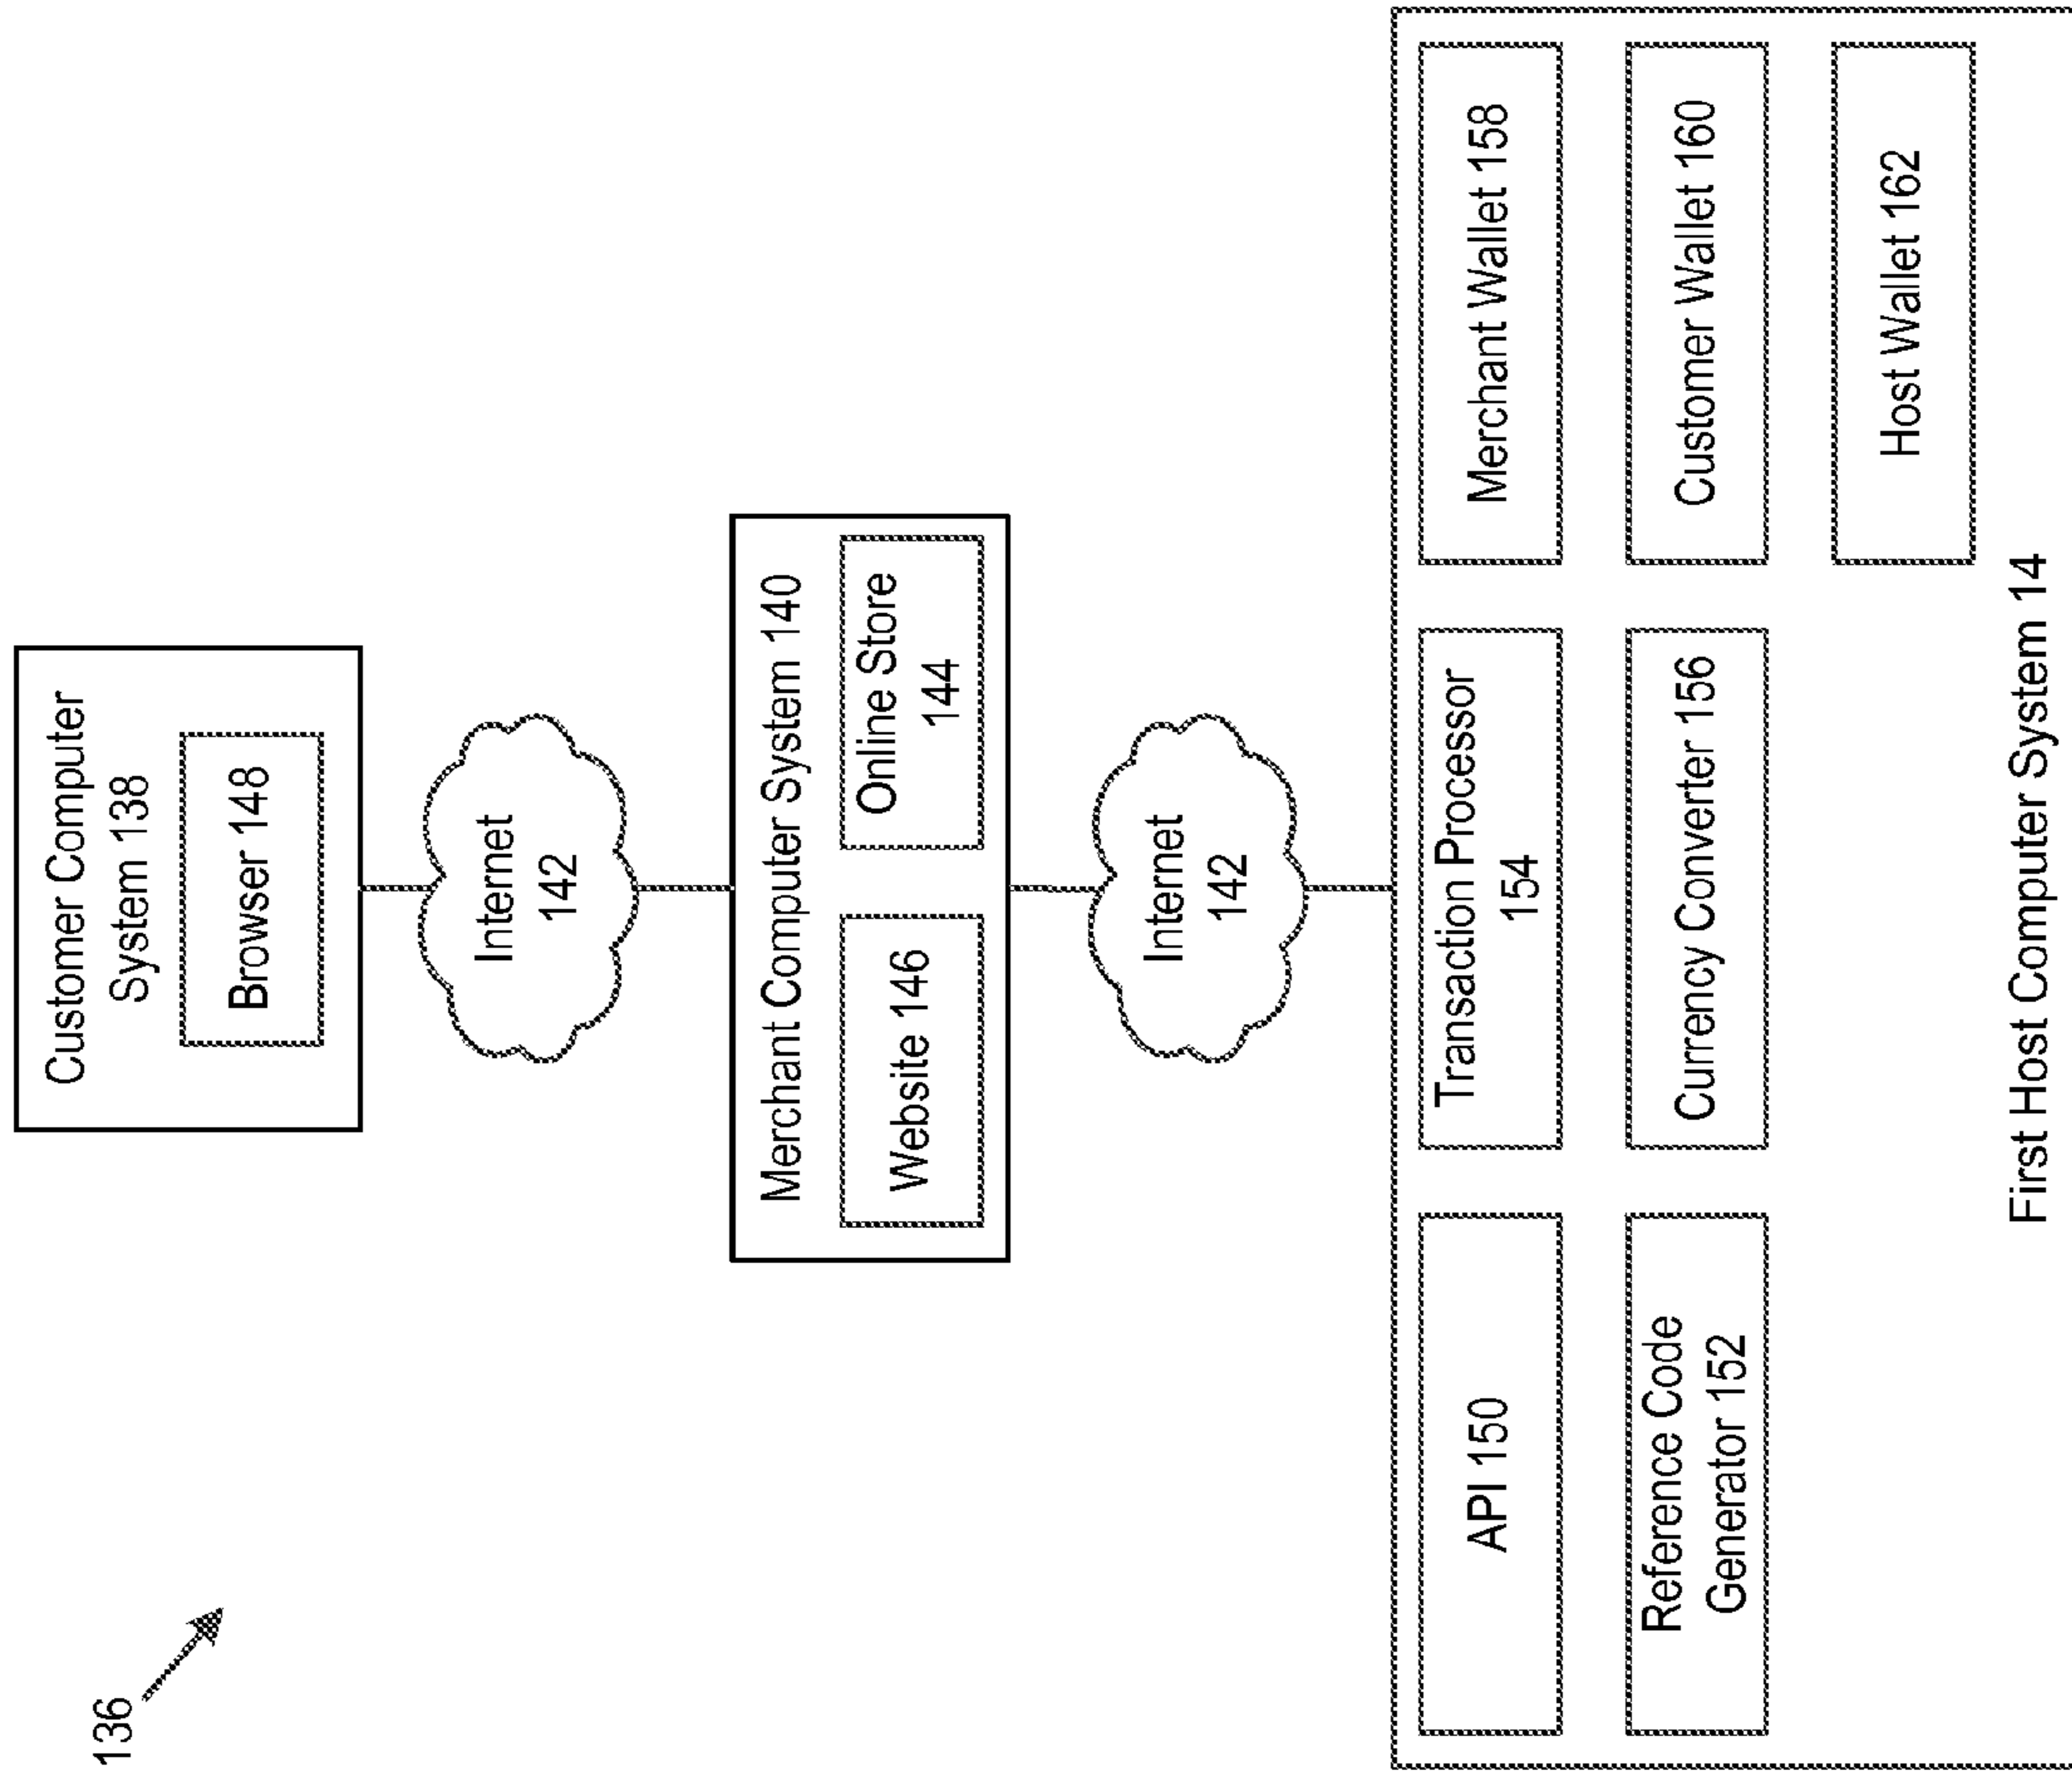 136
Customer Computer
System 138
Browser 148
Internet
142
Merchant Computer System 140
Website 146
Online Store
144
Internet
142
API 150
Transaction Processor
154
Merchant Wallet 158
Reference Code
Generator 152
Currency Converter 156
Customer Wallet 160
Host Wallet 162
First Host Computer System 14